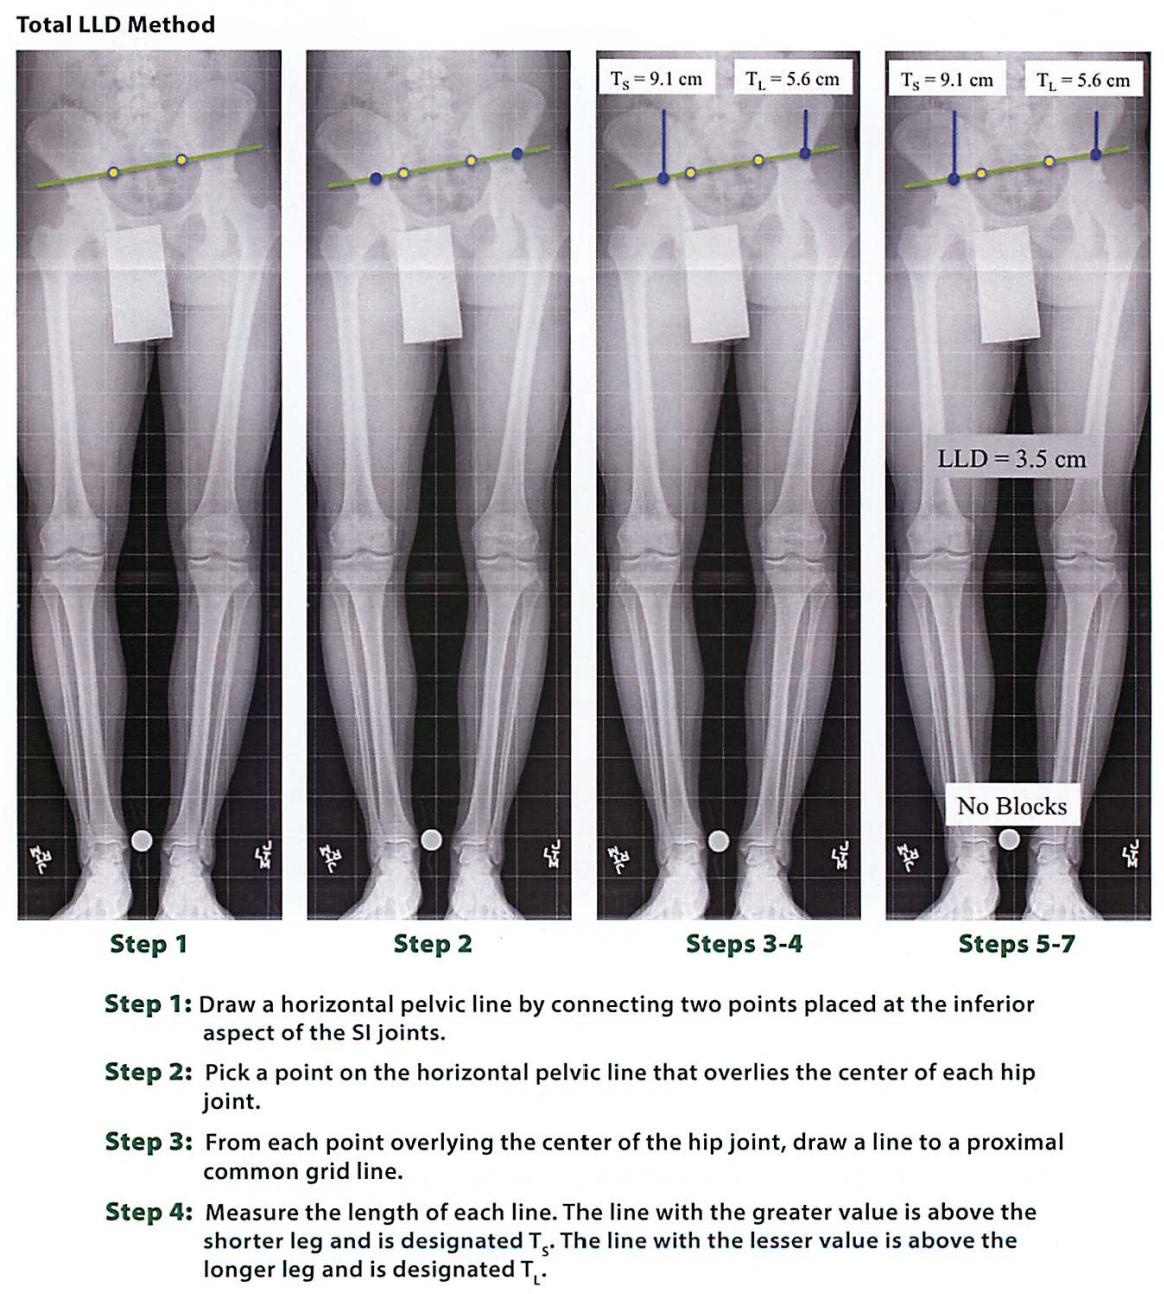 Total LLD Method
T_S = 9.1 cm
T_L = 5.6 cm
T_S = 9.1 cm
T_L = 5.6 cm
LLD = 3.5 cm
No Blocks
Step 1
Step 2
Steps 3-4
Steps 5-7
Step 1: Draw a horizontal pelvic line by connecting two points placed at the inferior
aspect of the SI joints.
Step 2: Pick a point on the horizontal pelvic line that overlies the center of each hip
joint.
Step 3: From each point overlying the center of the hip joint, draw a line to a proximal
common grid line.
Step 4: Measure the length of each line. The line with the greater value is above the
shorter leg and is designated T_S. The line with the lesser value is above the
longer leg and is designated T_L.